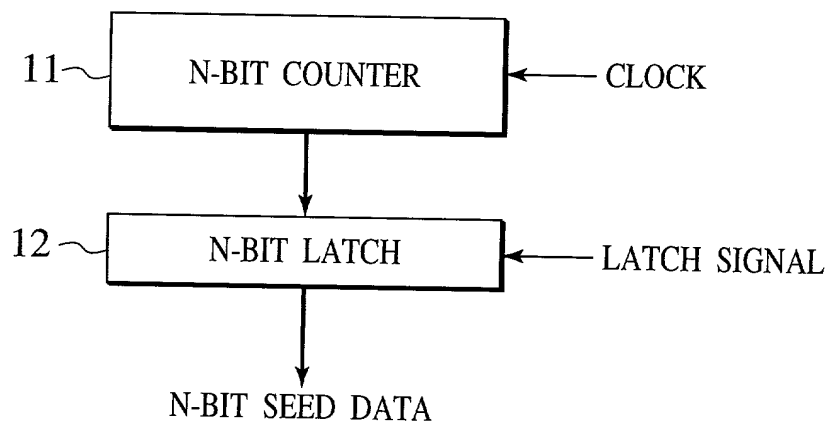 11
N-BIT COUNTER
CLOCK
12
N-BIT LATCH
LATCH SIGNAL
N-BIT SEED DATA